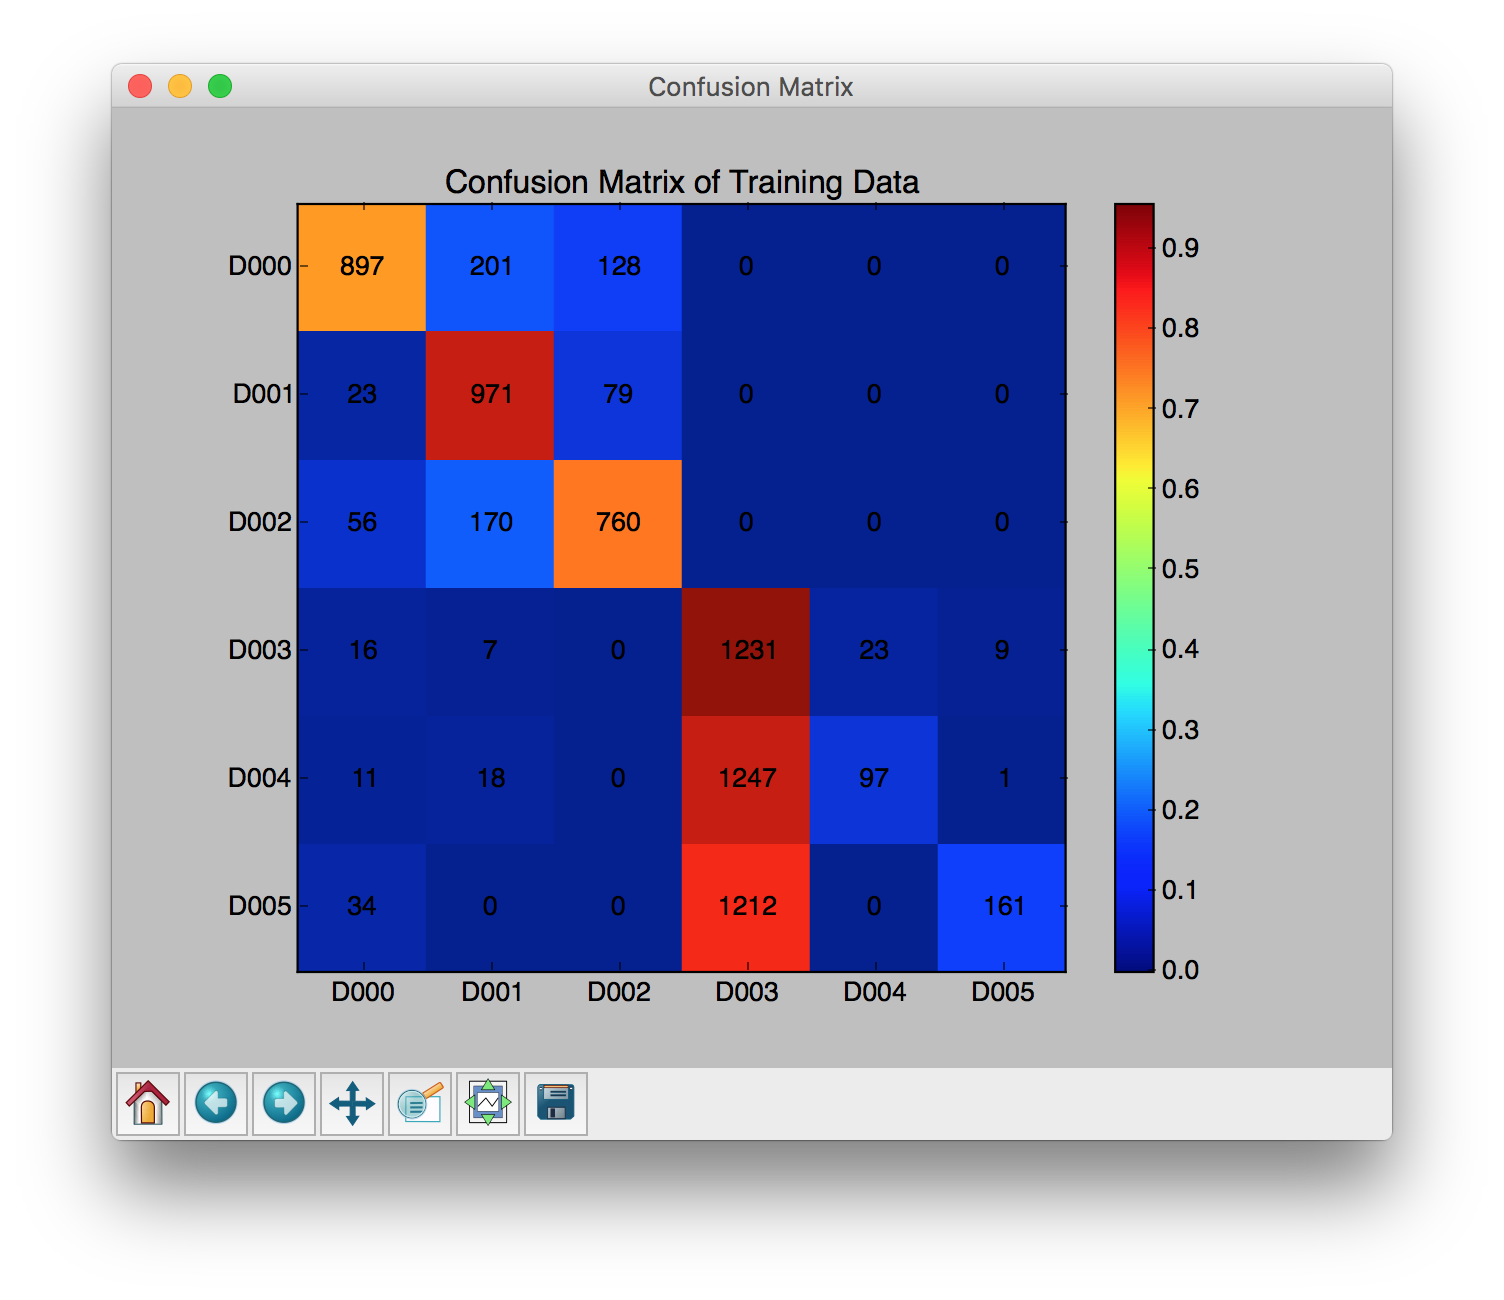 Confusion Matrix
Confusion Matrix of Training Data
D000 897 201 128 0 0 0
D001 23 971 79 0 0 0
D002 56 170 760 0 0 0
D003 16 7 0 1231 23 9
D004 11 18 0 1247 97 1
D005 34 0 0 1212 0 161
D000 D001 D002 D003 D004 D005
0.9
0.8
0.7
0.6
0.5
0.4
0.3
0.2
0.1
0.0